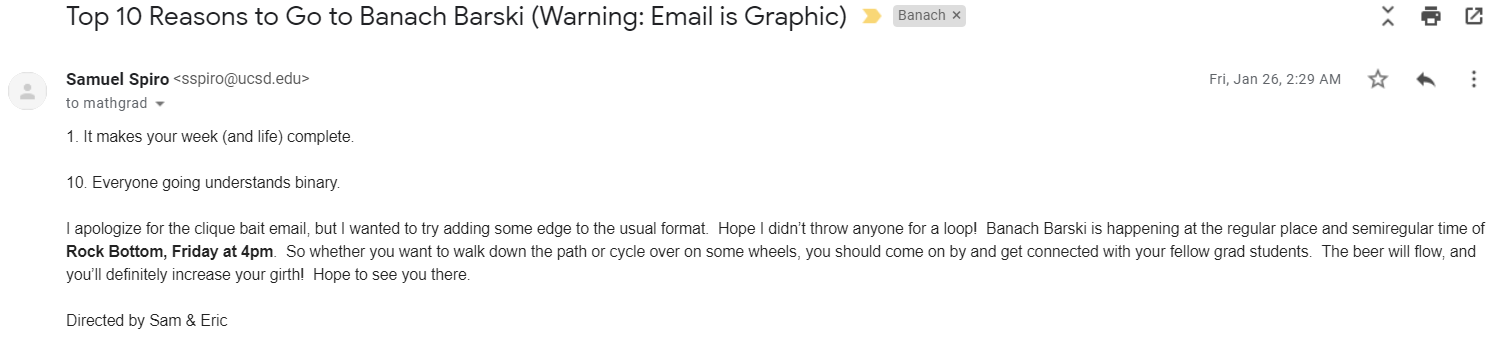 Top 10 Reasons to Go to Banach Barski (Warning: Email is Graphic) Banach ×
Samuel Spiro <sspiro@ucsd.edu> Fri, Jan 26, 2:29 AM
to mathgrad
1. It makes your week (and life) complete.
10. Everyone going understands binary.
I apologize for the clique bait email, but I wanted to try adding some edge to the usual format.  Hope I didn't throw anyone for a loop!  Banach Barski is happening at the regular place and semiregular time of
Rock Bottom, Friday at 4pm.  So whether you want to walk down the path or cycle over on some wheels, you should come on by and get connected with your fellow grad students.  The beer will flow, and
you'll definitely increase your girth!  Hope to see you there.
Directed by Sam & Eric